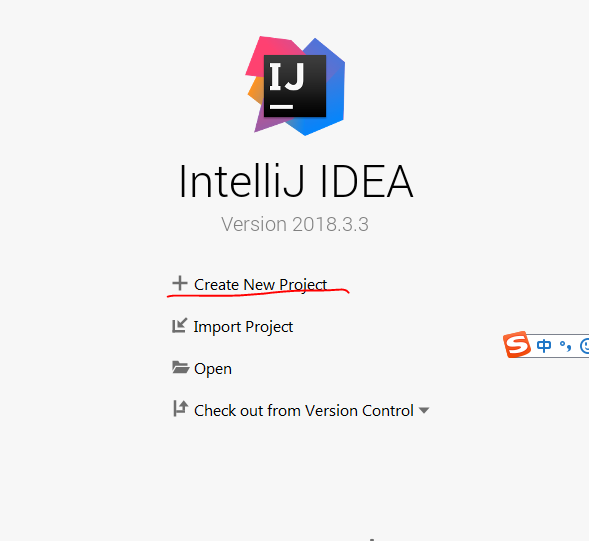 IJ
IntelliJ IDEA
Version 2018.3.3
Create New Project
Import Project
S 中 °,
Open
Check out from Version Control